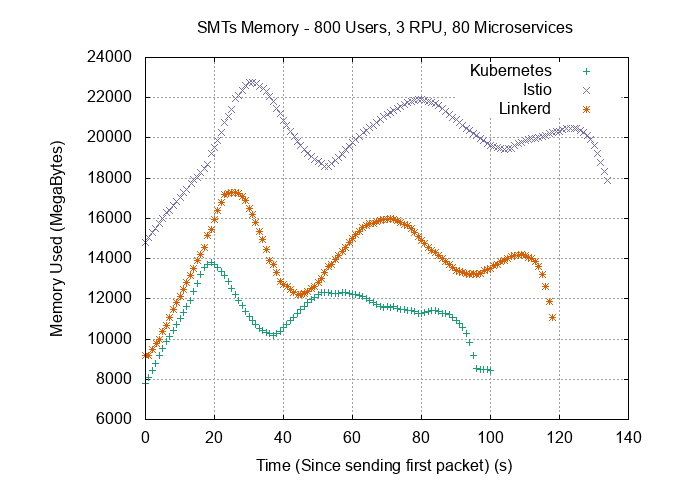 SMTs Memory - 800 Users, 3 RPU, 80 Microservices
24000
22000
20000
18000
16000
14000
12000
10000
8000
6000
Memory Used (MegaBytes)
Kubernetes
Istio
Linkerd
0 20 40 60 80 100 120 140
Time (Since sending first packet) (s)